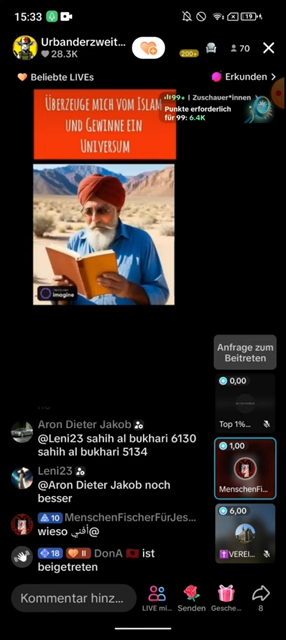 15:33
19
Urbanderzweit...
28.3K
200+
70
Beliebte LIVEs
Erkunden
ÜBERZEUGE MICH VOM ISLAM
UND GEWINNE EIN
UNIVERSUM
99+ | Zuschauer*innen
Punkte erforderlich
für 99: 6.4K
Imagine
Anfrage zum
Beitreten
0,00
Top 1%...
1,00
MenschenFi...
6,00
VEREI...
Aron Dieter Jakob
@Leni23 sahih al bukhari 6130
sahih al bukhari 5134
Leni23
@Aron Dieter Jakob noch
besser
10 MenschenFischerFürJes...
wieso أفني@
18 II DonA ist
beigetreten
Kommentar hinz...
LIVE mi...
Senden
Gesche...
8